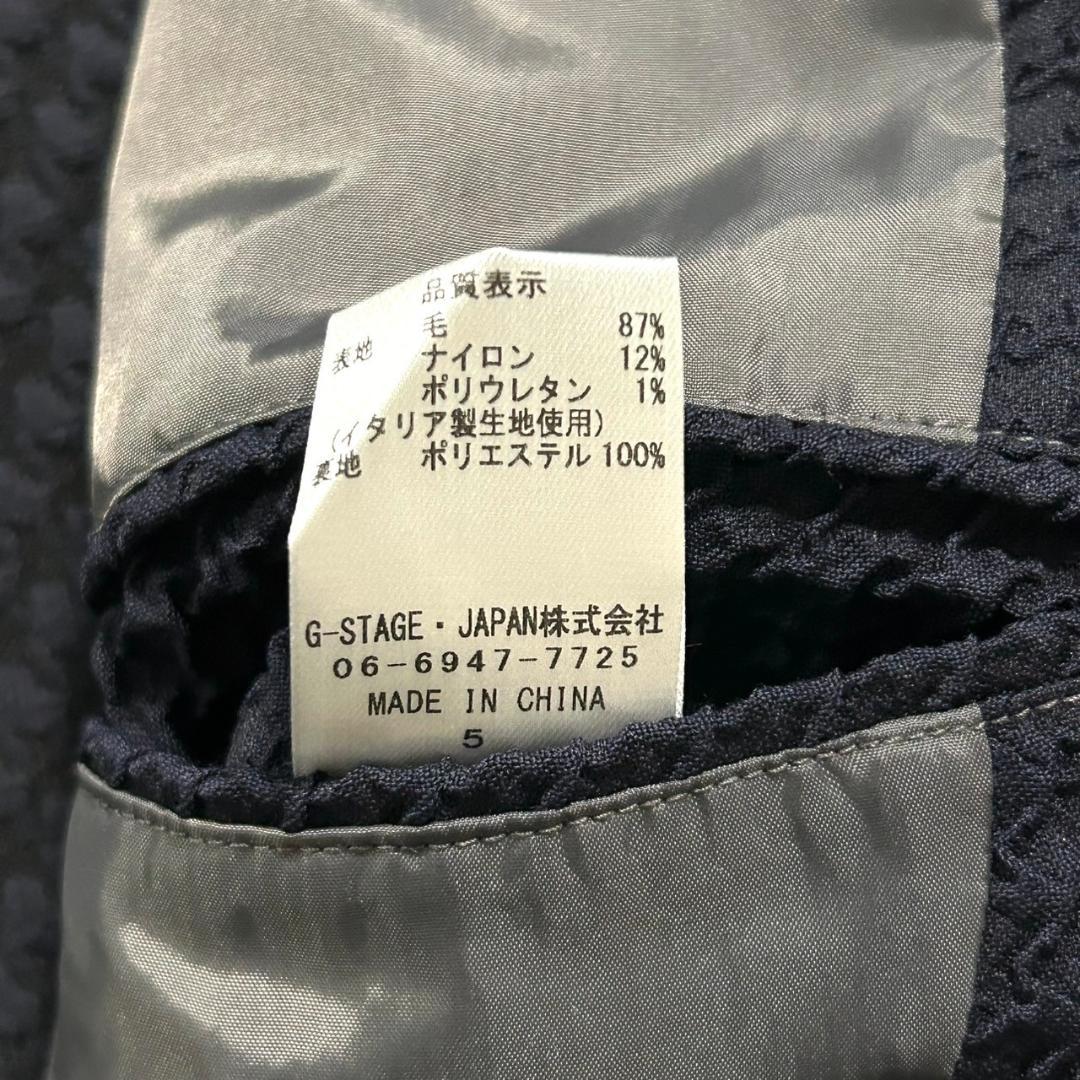 品質表示
表地 毛 87%
ナイロン 12%
ポリウレタン 1%
(イタリア製生地使用)
裏地 ポリエステル 100%
G-STAGE・JAPAN株式会社
06-6947-7725
MADE IN CHINA
5